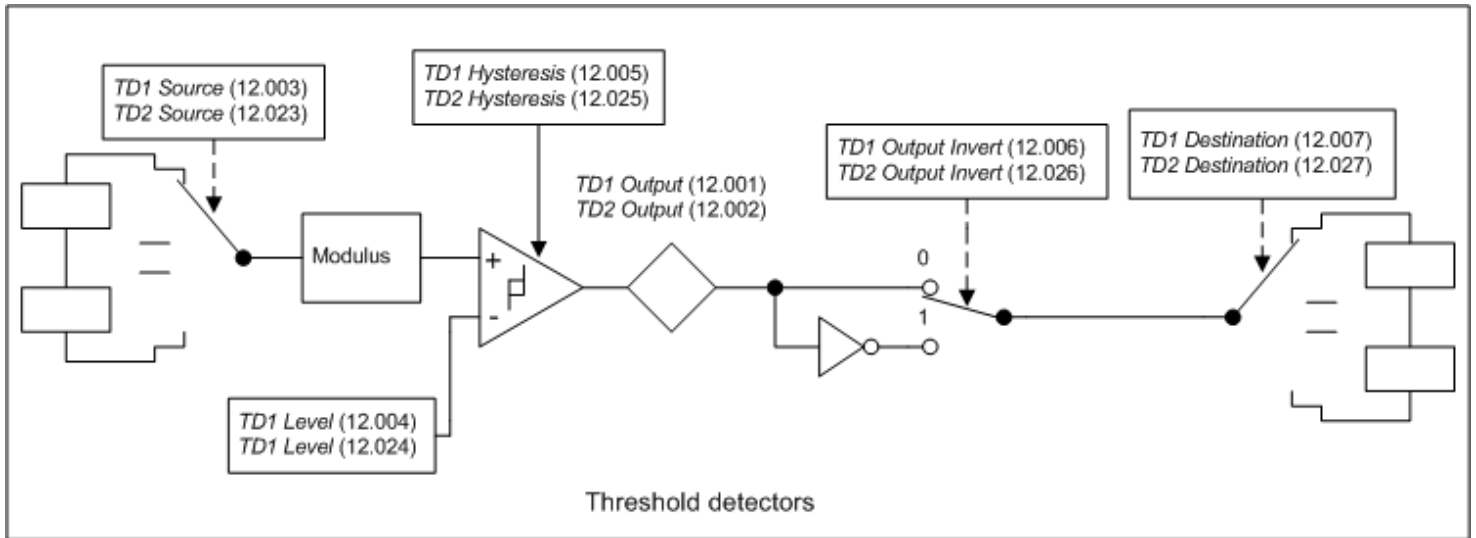 TD1 Source (12.003)
TD2 Source (12.023)
TD1 Hysteresis (12.005)
TD2 Hysteresis (12.025)
TD1 Output (12.001)
TD2 Output (12.002)
TD1 Output Invert (12.006)
TD2 Output Invert (12.026)
TD1 Destination (12.007)
TD2 Destination (12.027)
Modulus
+
-
0
1
TD1 Level (12.004)
TD1 Level (12.024)
Threshold detectors